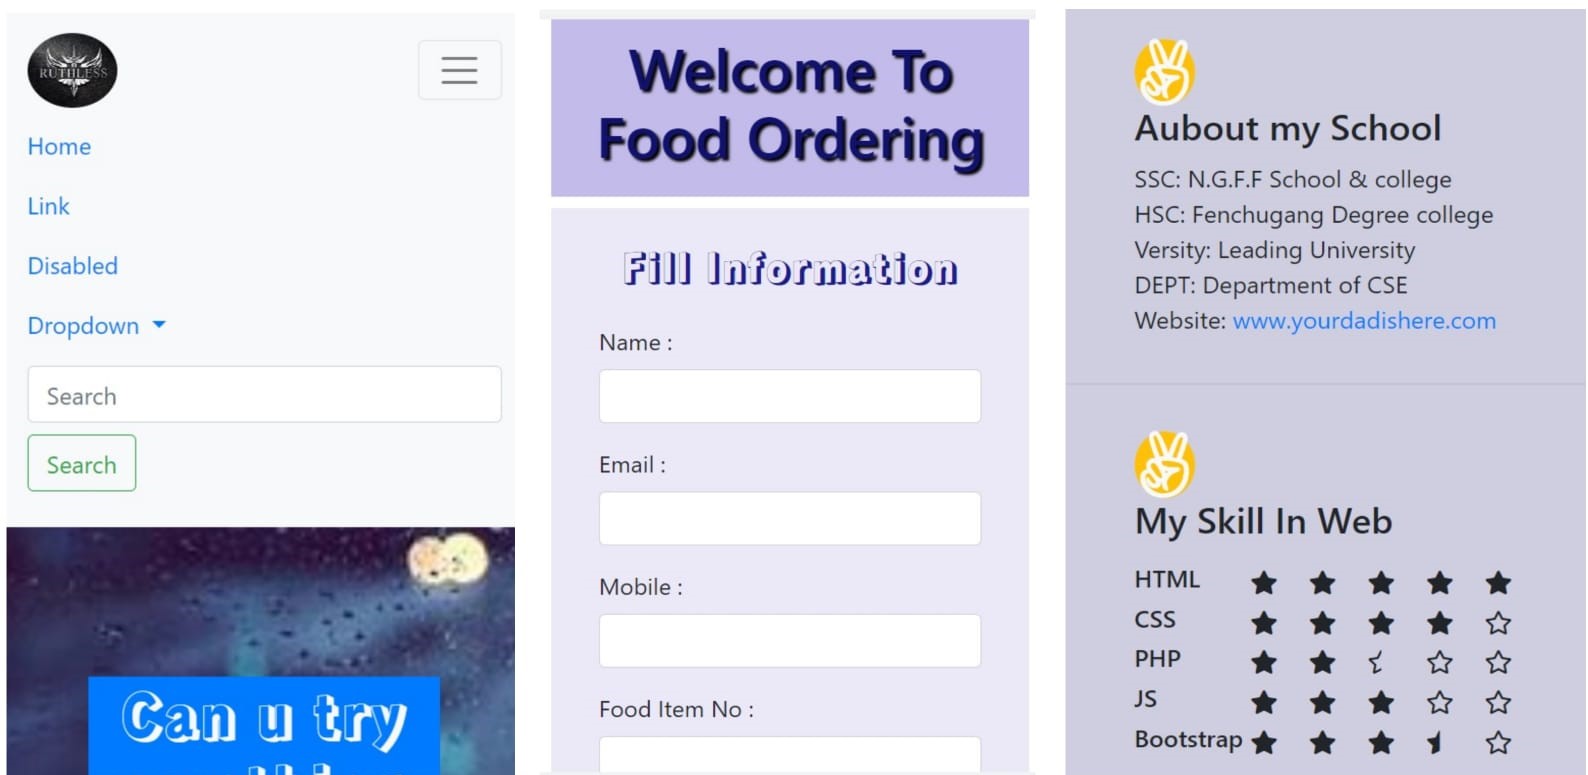 RUTHLESS
Home
Link
Disabled
Dropdown
Search
Search
Can u try
Welcome To
Food Ordering
Fill Information
Name :
Email :
Mobile :
Food Item No :
Aubout my School
SSC: N.G.F.F School & college
HSC: Fenchugang Degree college
Versity: Leading University
DEPT: Department of CSE
Website: www.yourdadishere.com
My Skill In Web
HTML
CSS
PHP
JS
Bootstrap